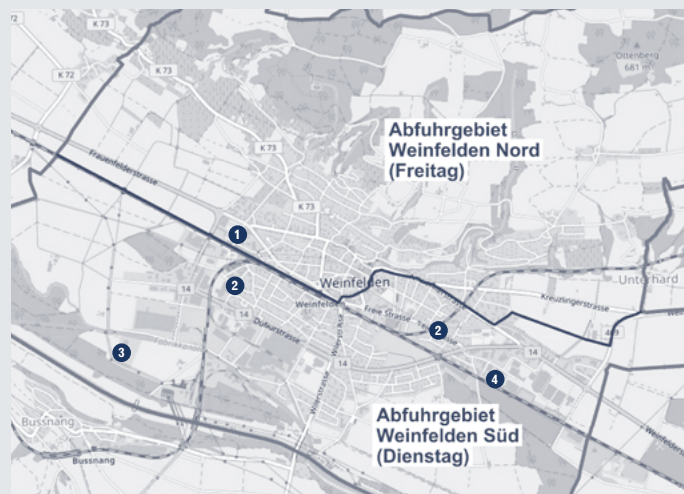 K 72
K 73
K 72
K 73
Ottenberg
681 m
Abfuhrgebiet
Weinfelden Nord
(Freitag)
Frauenfelderstrasse
K 73
K 73
1
2
14
Weinfelden
Weinfelde
Unterhard
Kreuzlingerstrasse
Freie Strasse
2
14
Dufourstrasse
3
14
14
4
Bussnang
Bussnang
Abfuhrgebiet
Weinfelden Süd
(Dienstag)